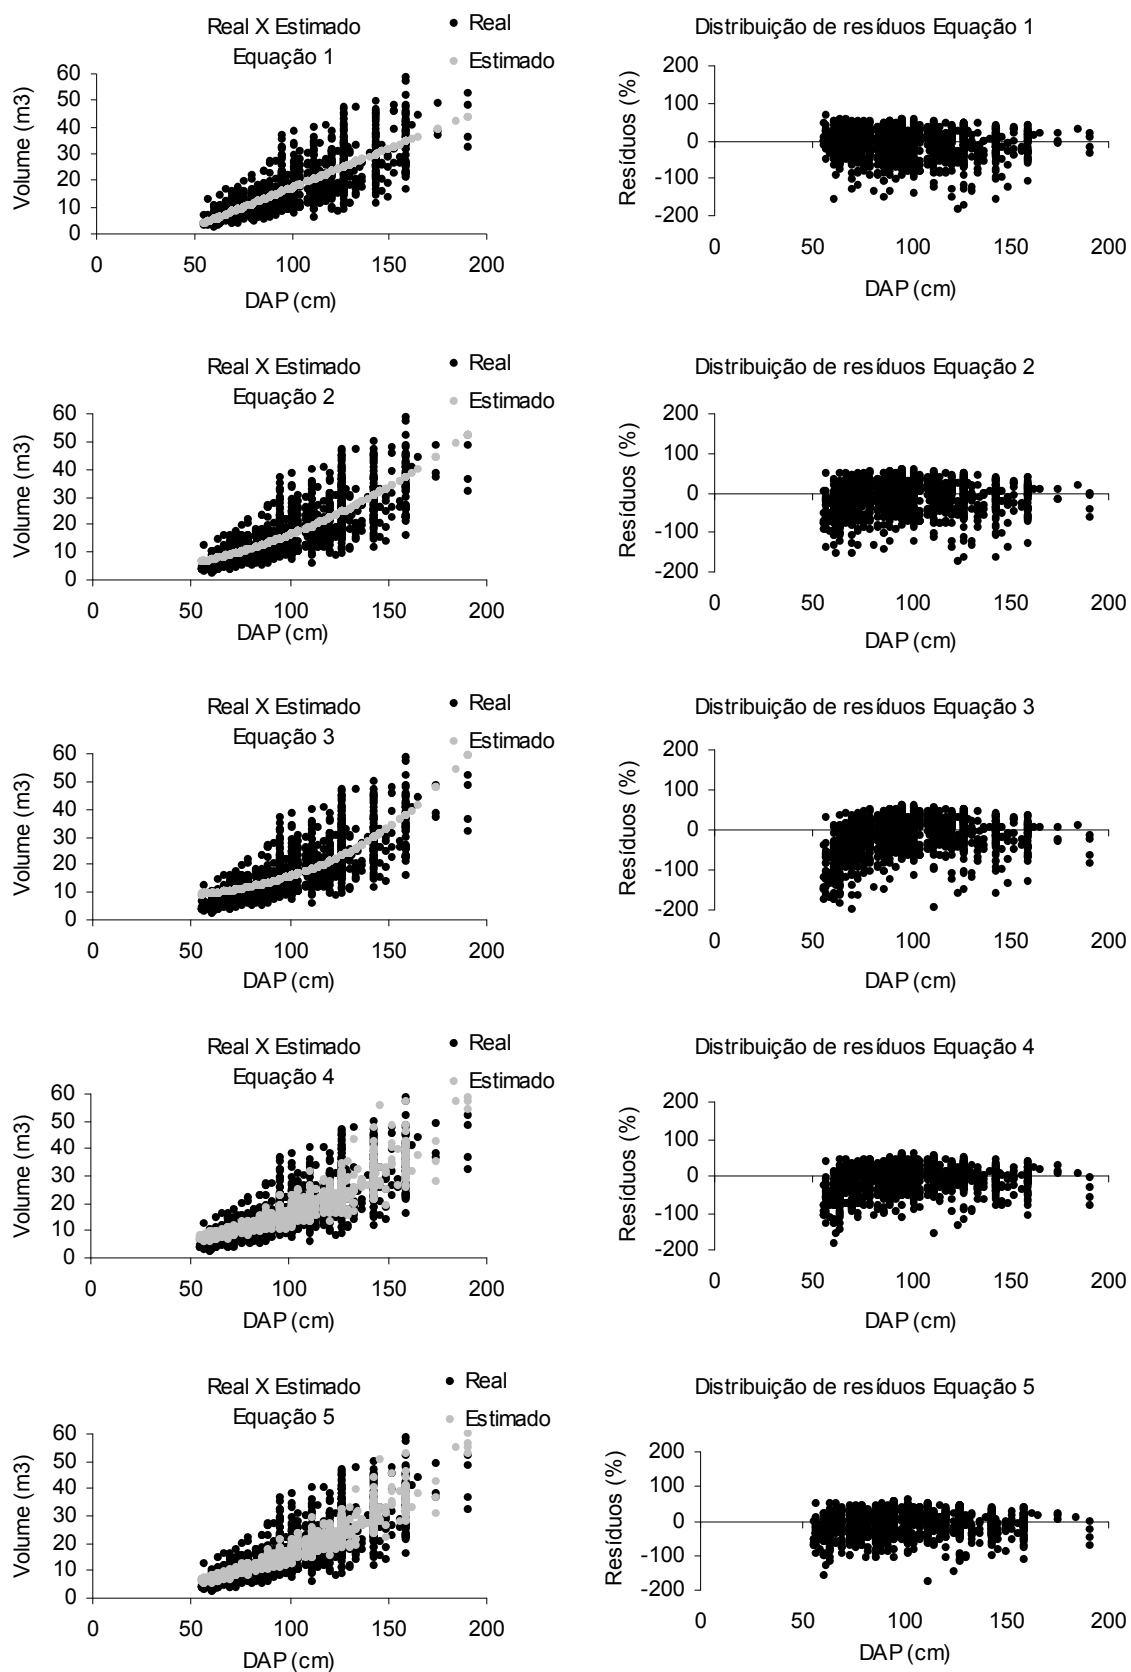 Real X Estimado
Equação 1
Real
Estimado
Volume (m3)
60
50
40
30
20
10
0
0 50 100 150 200
DAP (cm)
Distribuição de resíduos Equação 1
Resíduos (%)
200
100
0
-100
-200
0 50 100 150 200
DAP (cm)
Real X Estimado
Equação 2
Real
Estimado
Volume (m3)
60
50
40
30
20
10
0
0 50 100 150 200
DAP (cm)
Distribuição de resíduos Equação 2
Resíduos (%)
200
100
0
-100
-200
0 50 100 150 200
DAP (cm)
Real X Estimado
Equação 3
Real
Estimado
Volume (m3)
60
50
40
30
20
10
0
0 50 100 150 200
DAP (cm)
Distribuição de resíduos Equação 3
Resíduos (%)
200
100
0
-100
-200
0 50 100 150 200
DAP (cm)
Real X Estimado
Equação 4
Real
Estimado
Volume (m3)
60
50
40
30
20
10
0
0 50 100 150 200
DAP (cm)
Distribuição de resíduos Equação 4
Resíduos (%)
200
100
0
-100
-200
0 50 100 150 200
DAP (cm)
Real X Estimado
Equação 5
Real
Estimado
Volume (m3)
60
50
40
30
20
10
0
0 50 100 150 200
DAP (cm)
Distribuição de resíduos Equação 5
Resíduos (%)
200
100
0
-100
-200
0 50 100 150 200
DAP (cm)